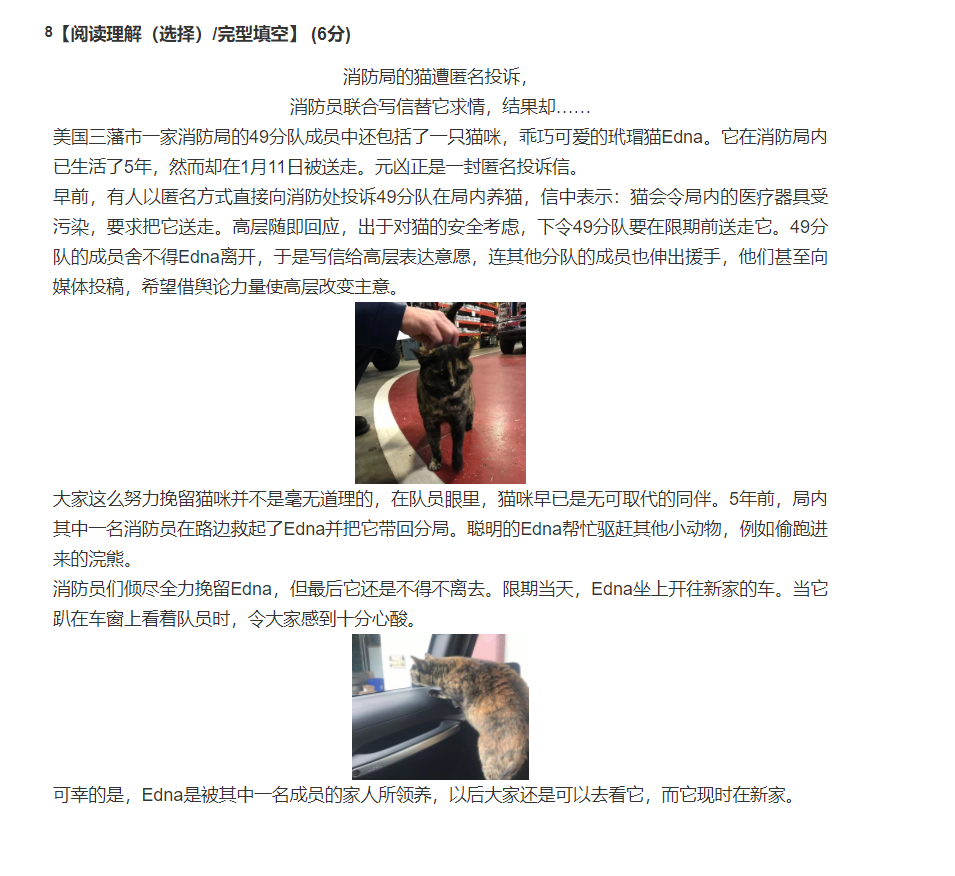 8【阅读理解（选择）/完型填空】 (6分)
消防局的猫遭匿名投诉，
消防员联合写信替它求情，结果却……
美国三藩市一家消防局的49分队成员中还包括了一只猫咪，乖巧可爱的玳瑁猫Edna。它在消防局内
已生活了5年，然而却在1月11日被送走。元凶正是一封匿名投诉信。
早前，有人以匿名方式直接向消防处投诉49分队在局内养猫，信中表示：猫会令局内的医疗器具受
污染，要求把它送走。高层随即回应，出于对猫的安全考虑，下令49分队要在限期前送走它。49分
队的成员舍不得Edna离开，于是写信给高层表达意愿，连其他分队的成员也伸出援手，他们甚至向
媒体投稿，希望借舆论力量使高层改变主意。
大家这么努力挽留猫咪并不是毫无道理的，在队员眼里，猫咪早已是无可取代的同伴。5年前，局内
其中一名消防员在路边救起了Edna并把它带回分局。聪明的Edna帮忙驱赶其他小动物，例如偷跑进
来的浣熊。
消防员们倾尽全力挽留Edna，但最后它还是不得不离去。限期当天，Edna坐上开往新家的车。当它
趴在车窗上看着队员时，令大家感到十分心酸。
可幸的是，Edna是被其中一名成员的家人所领养，以后大家还是可以去看它，而它现时在新家。